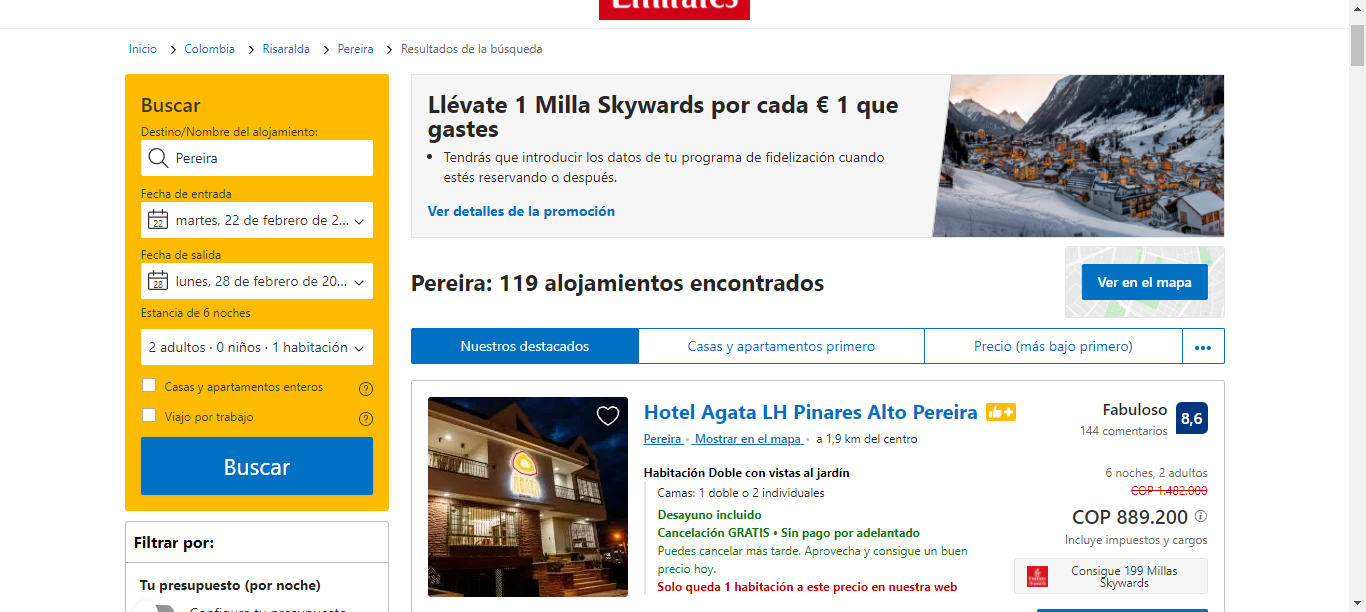 Emirates
Inicio > Colombia > Risaralda > Pereira > Resultados de la búsqueda
Buscar
Destino/Nombre del alojamiento:
Pereira
Fecha de entrada
22
martes, 22 de febrero de 2...
Fecha de salida
28
lunes, 28 de febrero de 20...
Estancia de 6 noches
2 adultos · 0 niños · 1 habitación
Casas y apartamentos enteros ?
Viajo por trabajo ?
Buscar
Filtrar por:
Tu presupuesto (por noche)
Configura tu presupuesto
Llévate 1 Milla Skywards por cada € 1 que
gastes
• Tendrás que introducir los datos de tu programa de fidelización cuando
estés reservando o después.
Ver detalles de la promoción
Pereira: 119 alojamientos encontrados
Ver en el mapa
Nuestros destacados
Casas y apartamentos primero
Precio (más bajo primero)
•••
AGATA
Hotel Agata LH Pinares Alto Pereira
Pereira • Mostrar en el mapa • a 1,9 km del centro
Habitación Doble con vistas al jardín
Camas: 1 doble o 2 individuales
Desayuno incluido
Cancelación GRATIS • Sin pago por adelantado
Puedes cancelar más tarde. Aprovecha y consigue un buen
precio hoy.
Solo queda 1 habitación a este precio en nuestra web
Fabuloso
144 comentarios
8,6
6 noches, 2 adultos
COP 1.482.000
COP 889.200
Incluye impuestos y cargos
Consigue 199 Millas
Skywards